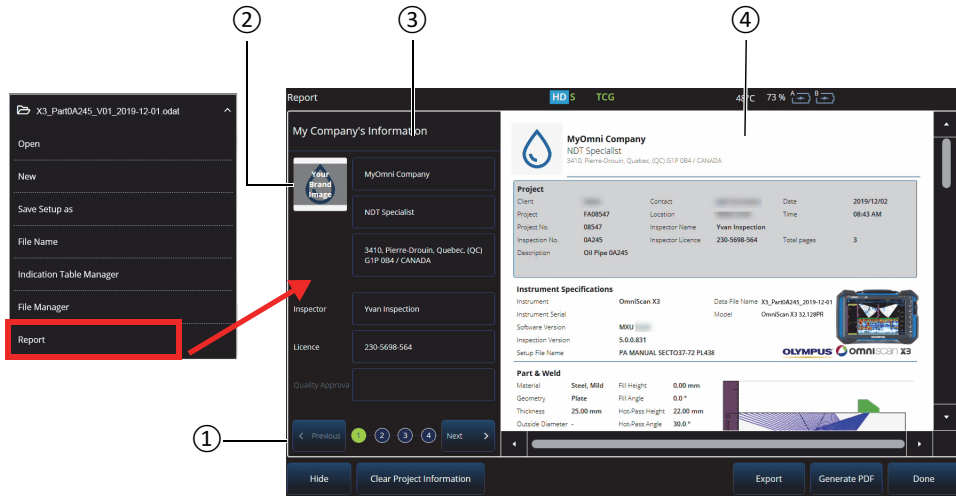 ② ③ ④
X3_Part0A245_V01_2019-12-01.odat
Open
New
Save Setup as
File Name
Indication Table Manager
File Manager
Report
Report HD S TCG 48°C 73 % A B
My Company's Information
Your
Brand
Image
MyOmni Company
NDT Specialist
3410, Pierre-Drouin, Quebec, (QC)
G1P 0B4 / CANADA
Inspector Yvan Inspection
Licence 230-5698-564
Quality Approva
①
Previous 1 2 3 4 Next
Hide Clear Project Information Export Generate PDF Done
MyOmni Company
NDT Specialist
3410, Pierre-Drouin, Quebec, (QC) G1P 0B4 / CANADA
Project
Client Contact Date 2019/12/02
Project FA08547 Location Time 08:43 AM
Project No. 08547 Inspector Name Yvan Inspection
Inspection No. 0A245 Inspector Licence 230-5698-564 Total pages 3
Description Oil Pipe 0A245
Instrument Specifications
Instrument OmniScan X3 Data File Name X3_Part0A245_2019-12-01
Instrument Serial Model OmniScan X3 32.128PR
Software Version MXU
Inspection Version 5.0.0.831
Setup File Name PA MANUAL SECTO37-72 PL438
OLYMPUS OmniScan X3
Part & Weld
Material Steel, Mild Fill Height 0.00 mm
Geometry Plate Fill Angle 0.0 °
Thickness 25.00 mm Hot-Pass Height 22.00 mm
Outside Diameter - Hot-Pass Angle 30.0 °